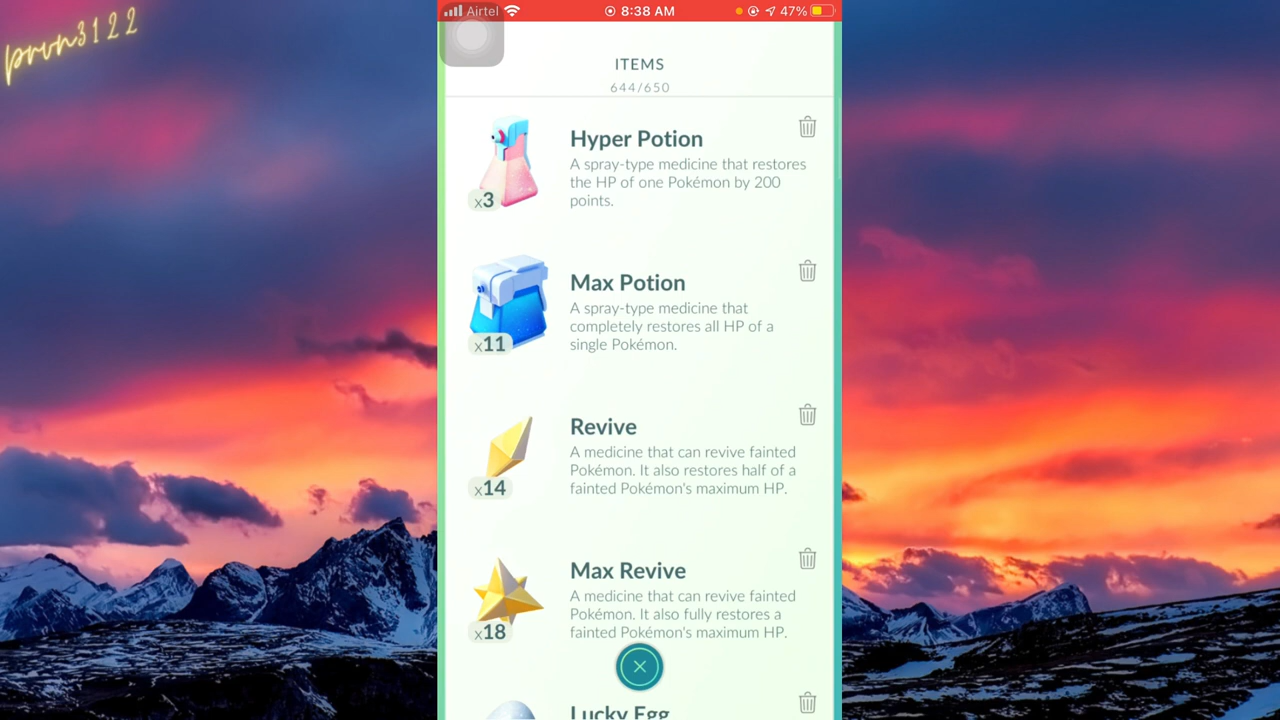 prvn3122
Airtel 8:38 AM 47%
ITEMS
644/650
Hyper Potion
A spray-type medicine that restores
the HP of one Pokémon by 200
points.
x3
Max Potion
A spray-type medicine that
completely restores all HP of a
single Pokémon.
x11
Revive
A medicine that can revive fainted
Pokémon. It also restores half of a
fainted Pokémon's maximum HP.
x14
Max Revive
A medicine that can revive fainted
Pokémon. It also fully restores a
fainted Pokémon's maximum HP.
x18
Lucky Egg